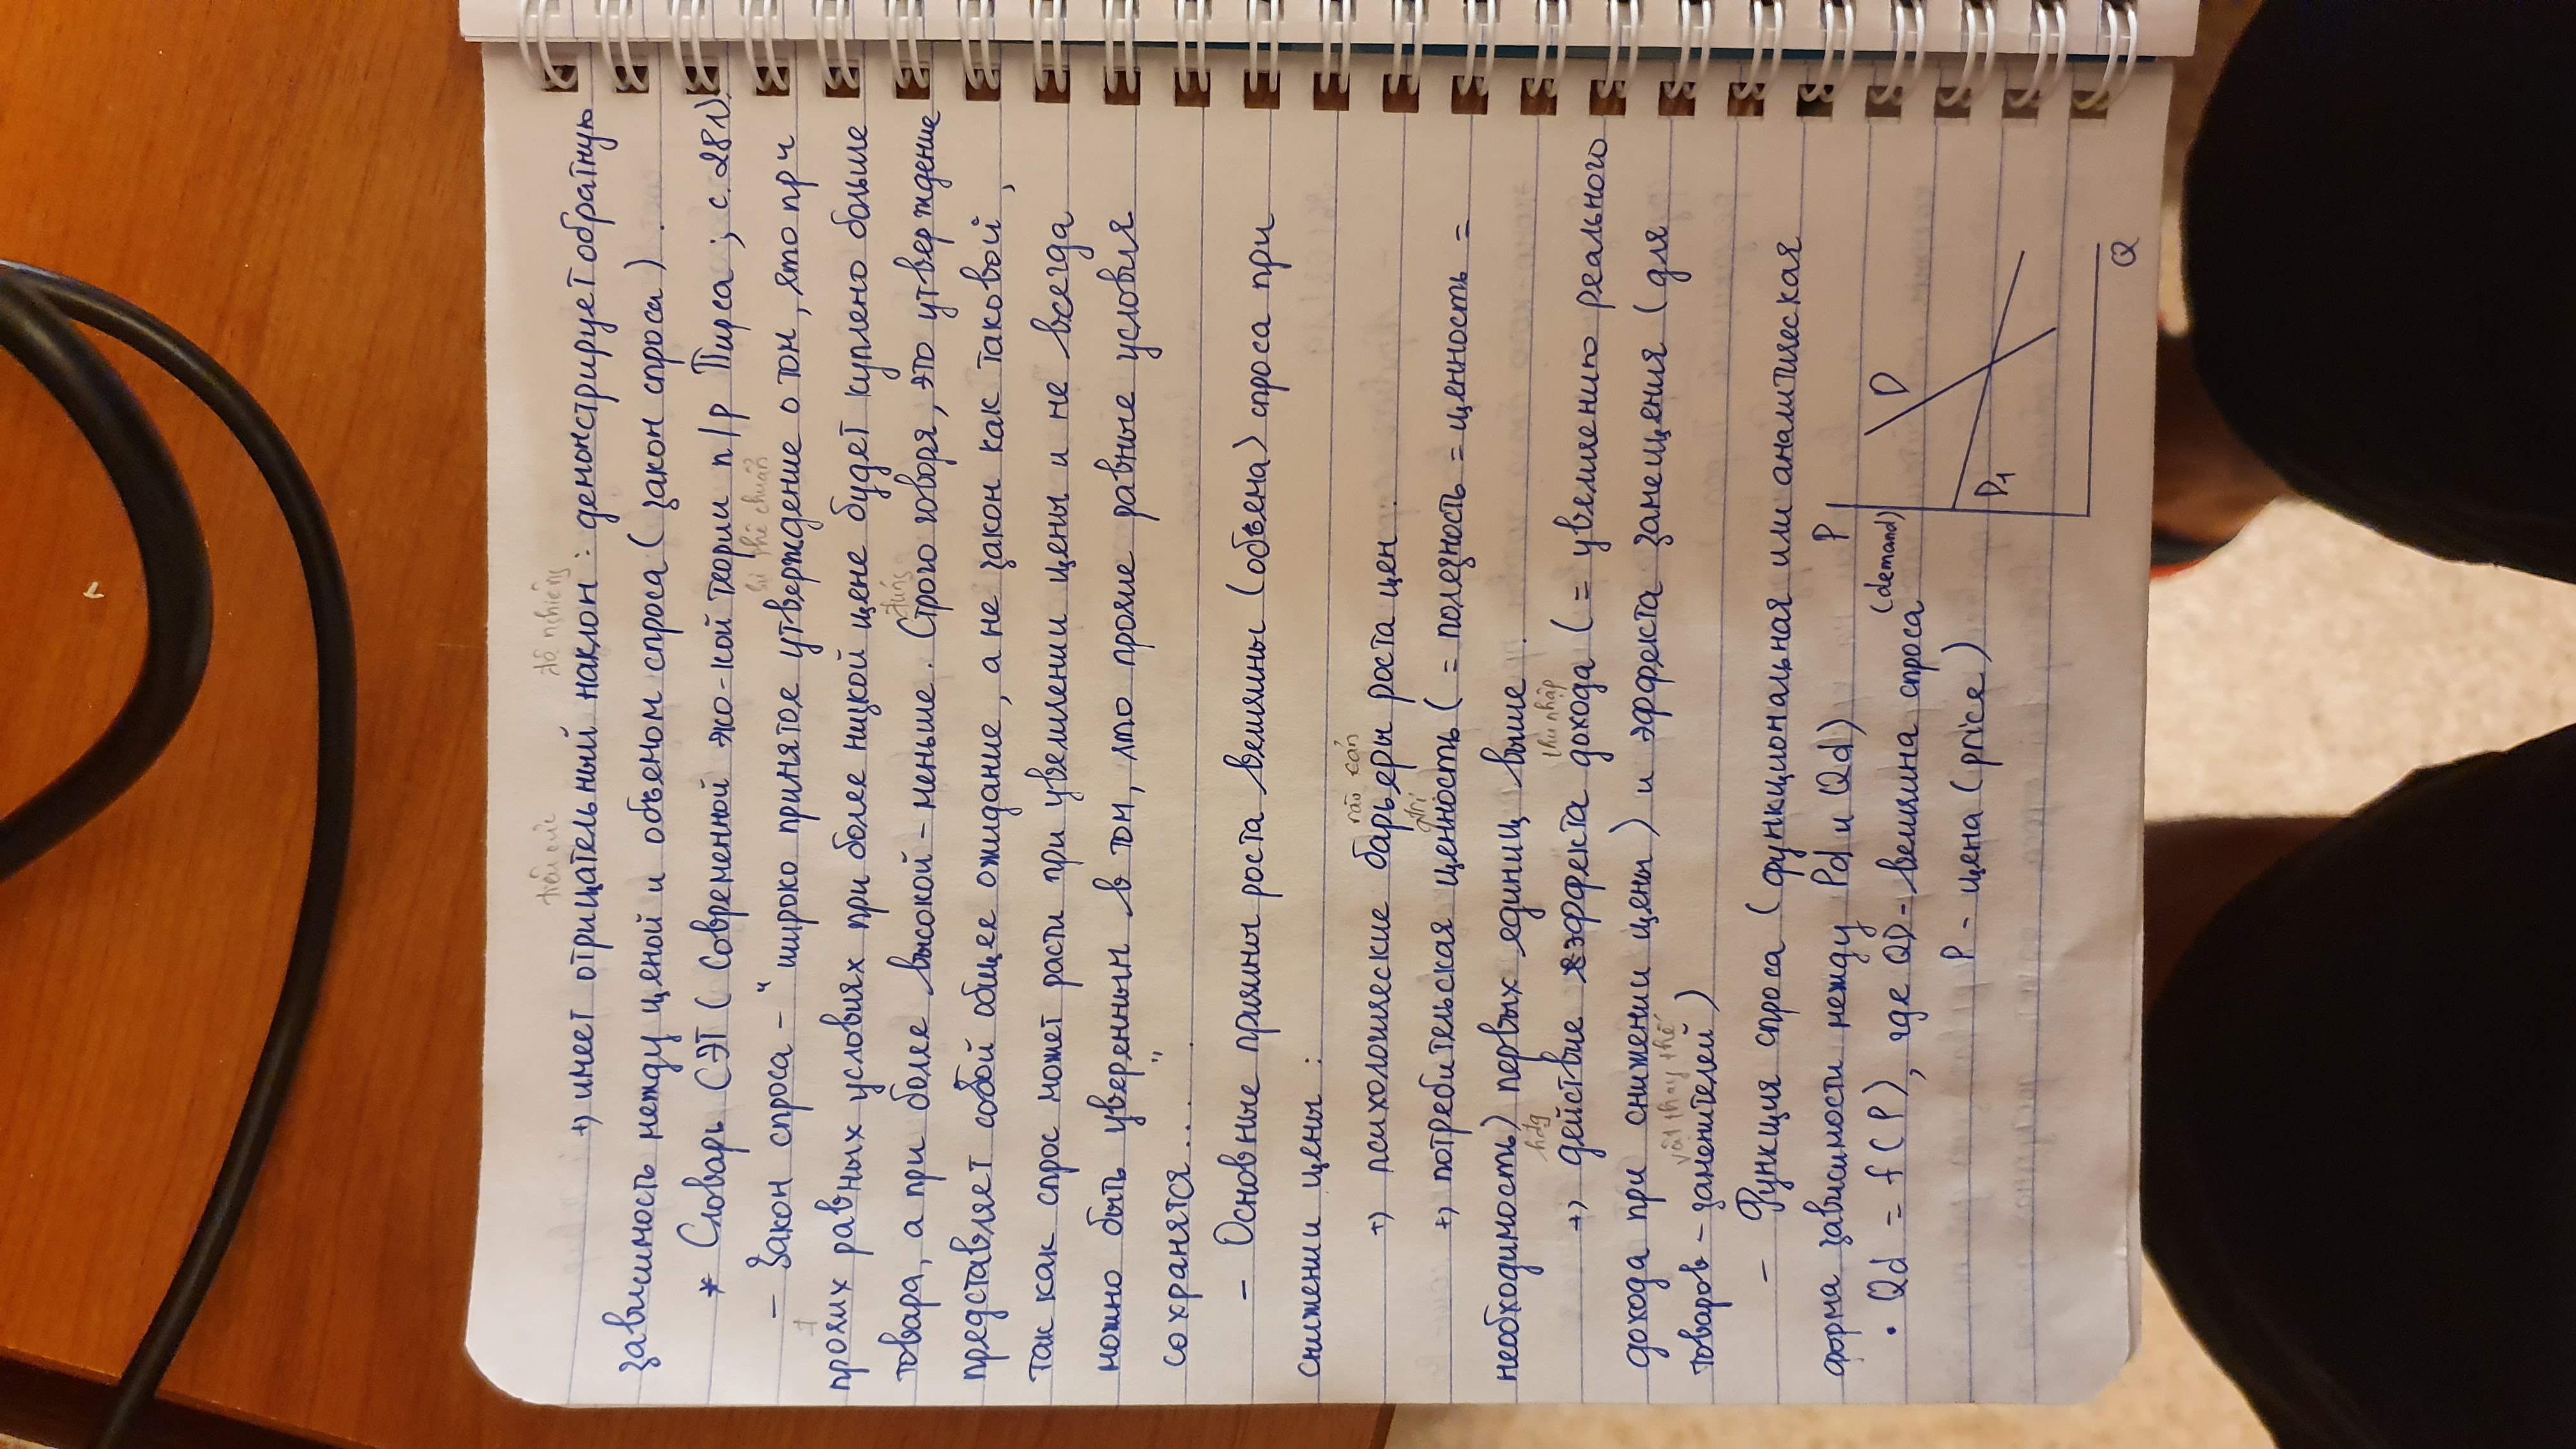 tiêu cực độ nghiêng
+) имеет отрицательный наклон : демонстрирует обратную
зависимость между ценой и объемом спроса ( закон спроса ) .
* Словарь СЭТ ( Современной эко-кой теории п/р Пирса ; с. 281).
sự phê chuẩn
- Закон спроса - " широко принятое утверждение о том, что при
прочих равных условиях при более низкой цене будет куплено больше
đúng
товара, а при более высокой - меньше . Строго говоря, это утверждение
представляет собой общее ожидание, а не закон как таковой ,
так как спрос может расти при увеличении цены и не всегда
можно быть уверенным в том, что прочие равные условия
сохранятся ... " .
- Основные причины роста величины (объема) спроса при
снижении цены :
rào cản
+) психологические барьеры роста цен .
trị
+) потребительская ценность ( = полезность = ценность =
необходимость) первых единиц выше .
hđg thu nhập
+) действие эффекта дохода ( = увеличению реального
дохода при снижении цены ) и эффекта замещения ( для
vật thay thế
товаров - заменителей )
- Функция спроса ( функциональная или аналитическая
форма зависимости между Pd и Qd)
• Qd = f(P), где QD - величина спроса (demand)
P - цена (price)
P
D
D1
Q